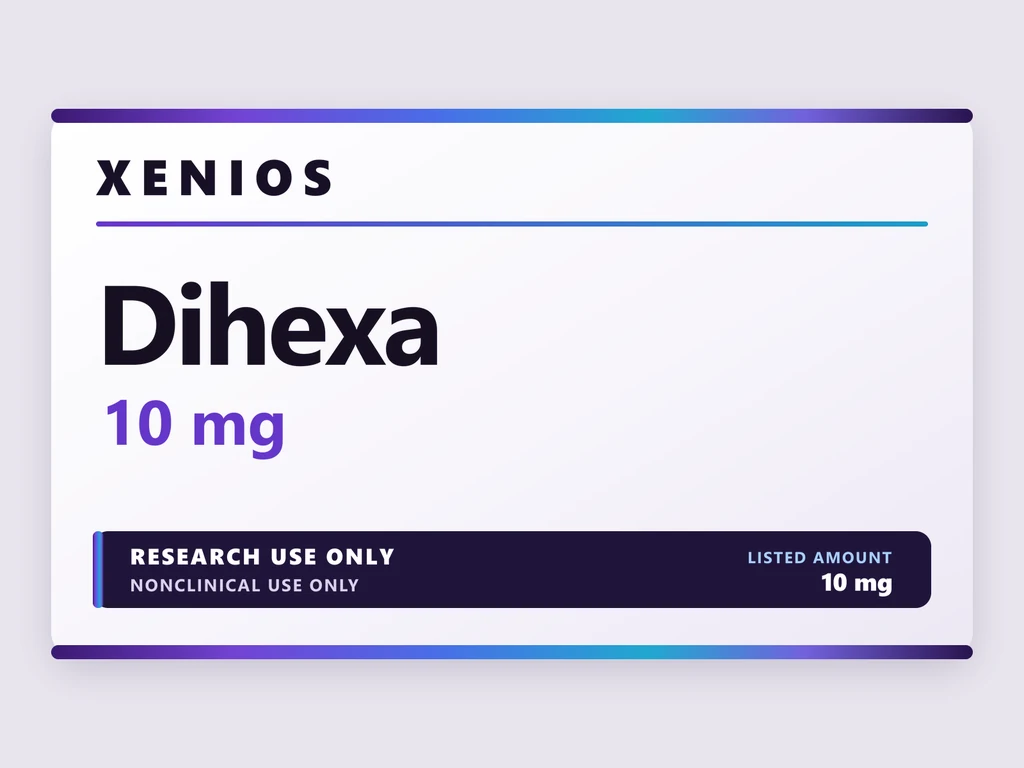 XENIOS
Dihexa
10 mg
RESEARCH USE ONLY
NONCLINICAL USE ONLY
LISTED AMOUNT
10 mg